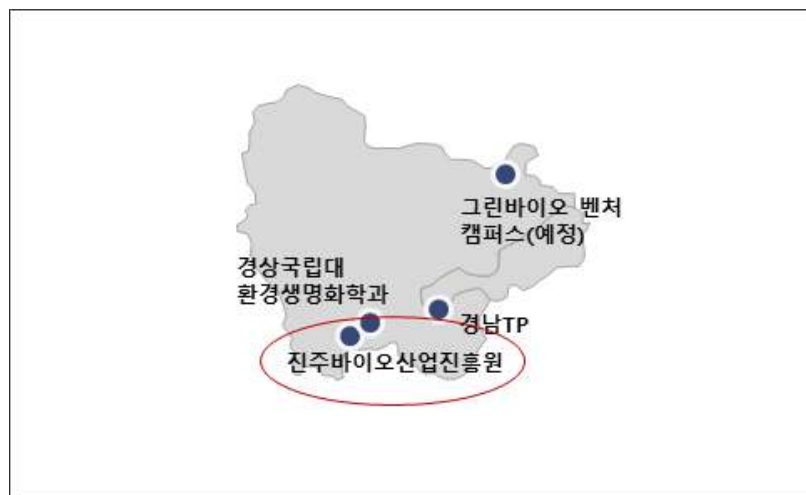 그린바이오 벤처
캠퍼스(예정)
경상국립대
환경생명화학과
경남TP
진주바이오산업진흥원